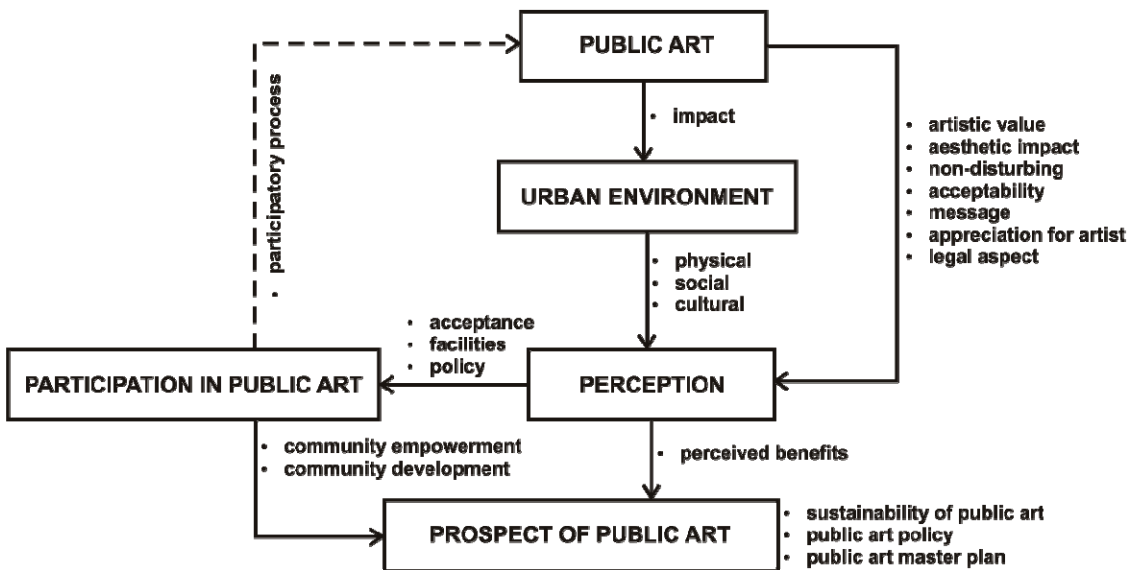 PUBLIC ART
• impact
• participatory process
• artistic value
• aesthetic impact
• non-disturbing
• acceptability
• message
• appreciation for artist
• legal aspect
URBAN ENVIRONMENT
• physical
• social
• cultural
• acceptance
• facilities
• policy
PARTICIPATION IN PUBLIC ART
PERCEPTION
• community empowerment
• community development
• perceived benefits
PROSPECT OF PUBLIC ART
• sustainability of public art
• public art policy
• public art master plan